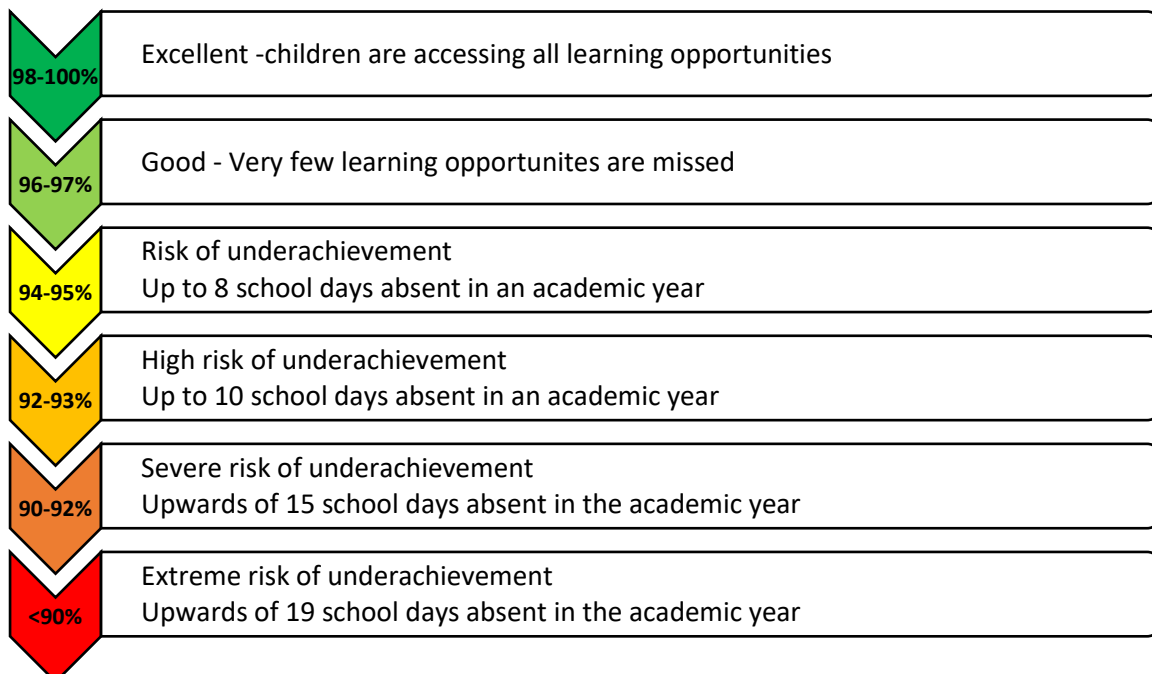 98-100%
Excellent -children are accessing all learning opportunities
96-97%
Good - Very few learning opportunites are missed
94-95%
Risk of underachievement
Up to 8 school days absent in an academic year
92-93%
High risk of underachievement
Up to 10 school days absent in an academic year
90-92%
Severe risk of underachievement
Upwards of 15 school days absent in the academic year
<90%
Extreme risk of underachievement
Upwards of 19 school days absent in the academic year